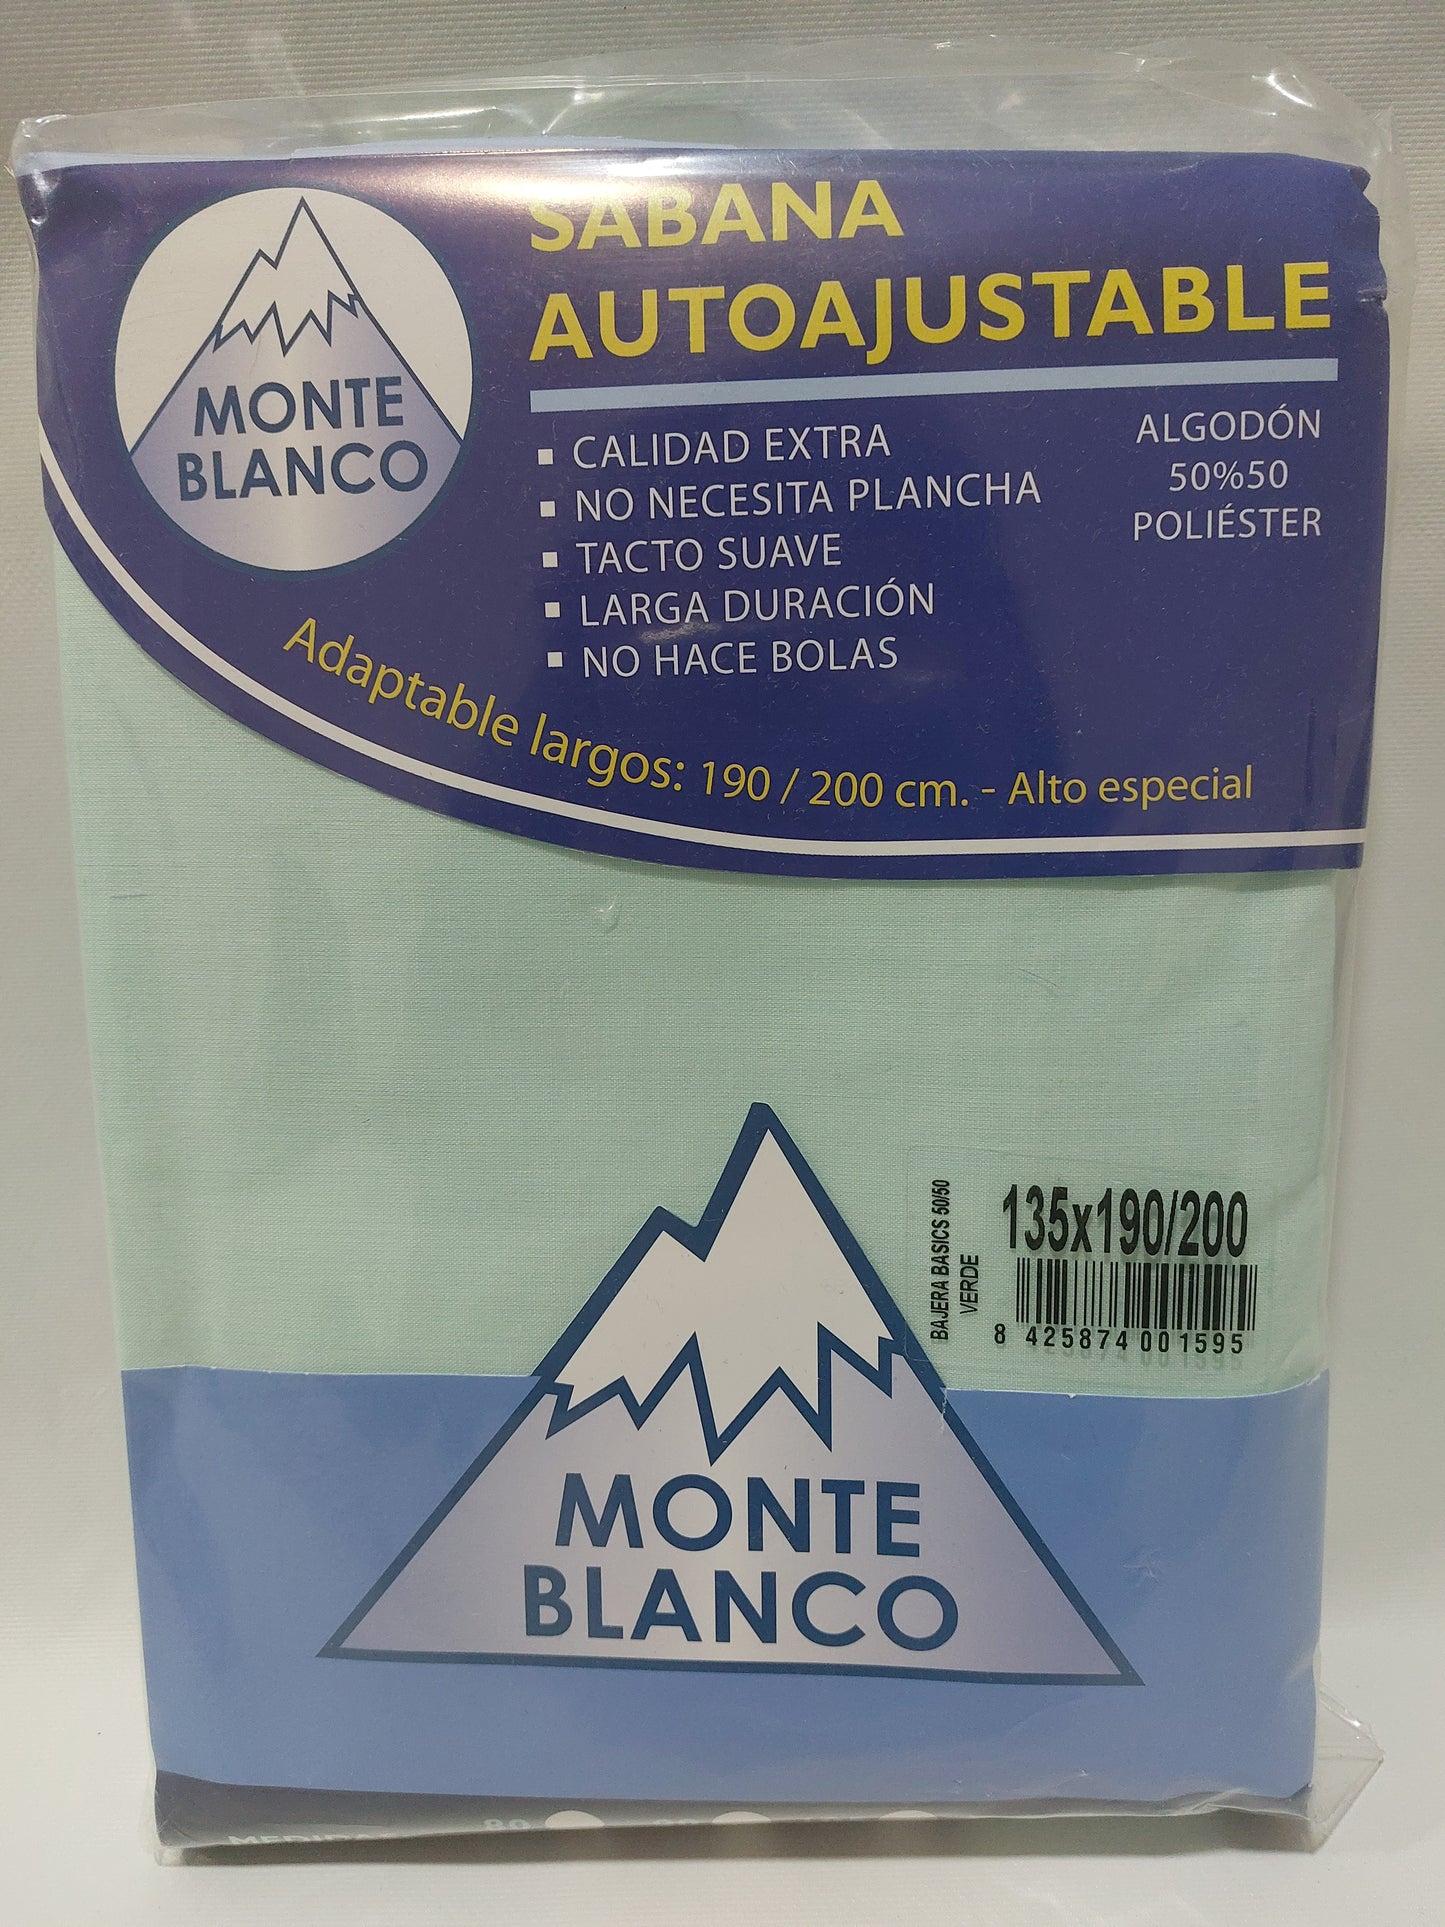 MONTE
BLANCO
SÁBANA
AUTOAJUSTABLE
▪ CALIDAD EXTRA
▪ NO NECESITA PLANCHA
▪ TACTO SUAVE
▪ LARGA DURACIÓN
▪ NO HACE BOLAS
ALGODÓN
50%50
POLIÉSTER
Adaptable largos: 190 / 200 cm. - Alto especial
BAJERA BASICS 50/50
VERDE
135x190/200
8 425874 001595
MONTE
BLANCO